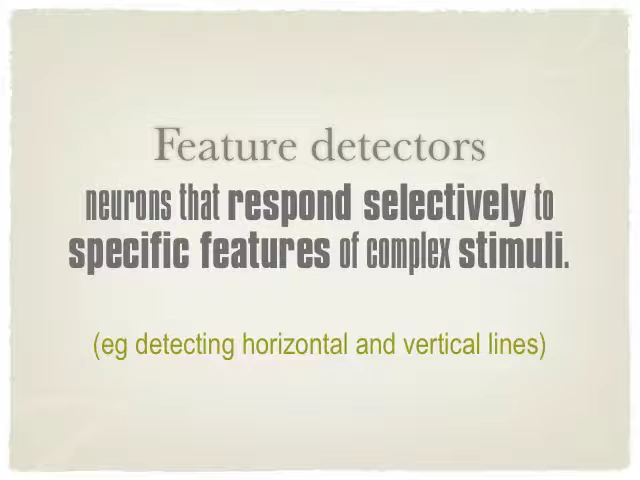 Feature detectors
neurons that respond selectively to
specific features of complex stimuli.
(eg detecting horizontal and vertical lines)